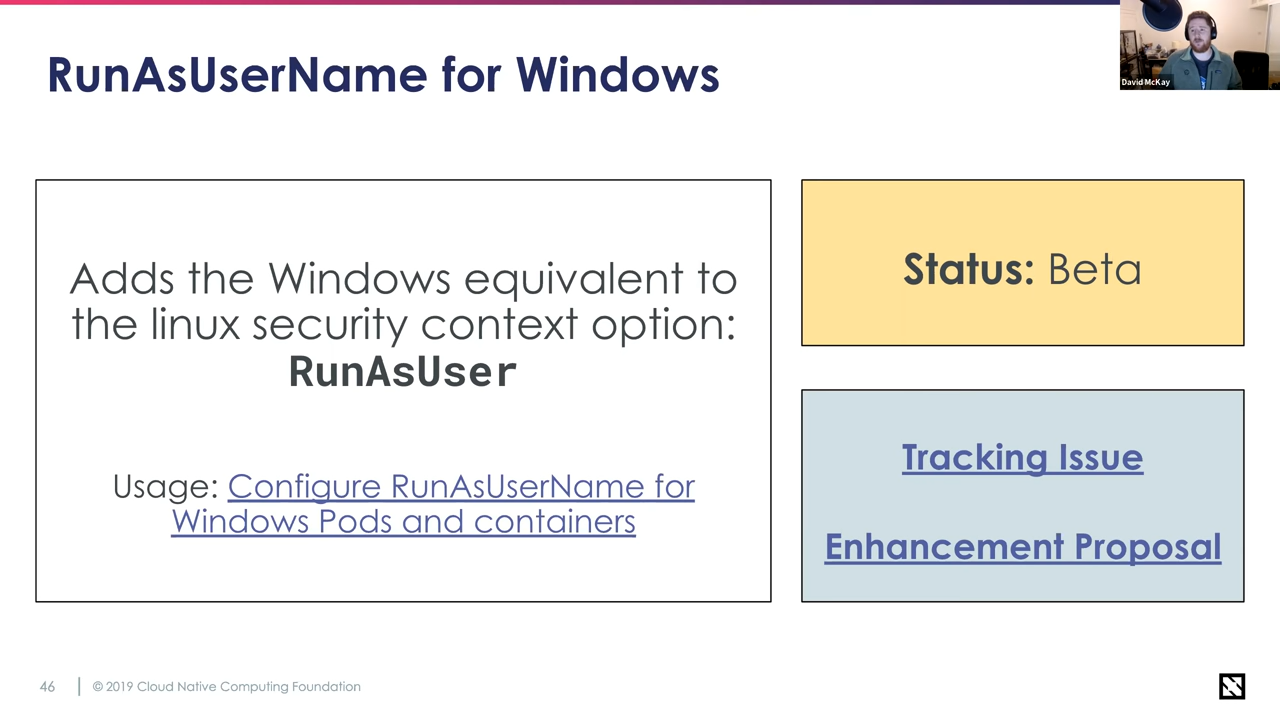 RunAsUserName for Windows
David McKay
Adds the Windows equivalent to
the linux security context option:
RunAsUser
Usage: Configure RunAsUserName for
Windows Pods and containers
Status: Beta
Tracking Issue
Enhancement Proposal
46
© 2019 Cloud Native Computing Foundation